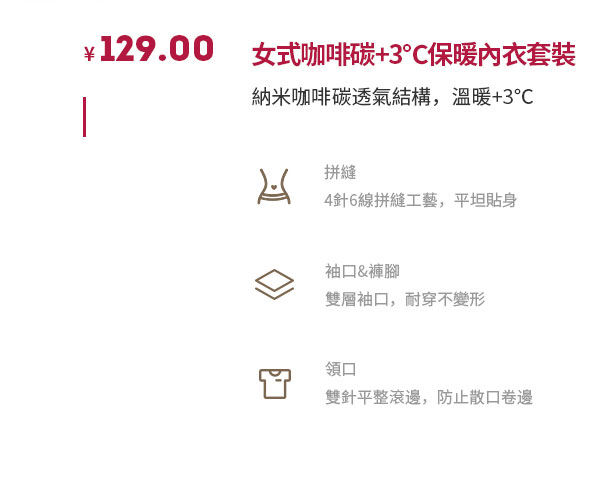 ¥ 129.00
女式咖啡碳+3°C保暖內衣套裝
納米咖啡碳透氣結構，溫暖+3℃
拼縫
4針6線拼縫工藝，平坦貼身
袖口&褲腳
雙層袖口，耐穿不變形
領口
雙針平整滾邊，防止散口卷邊